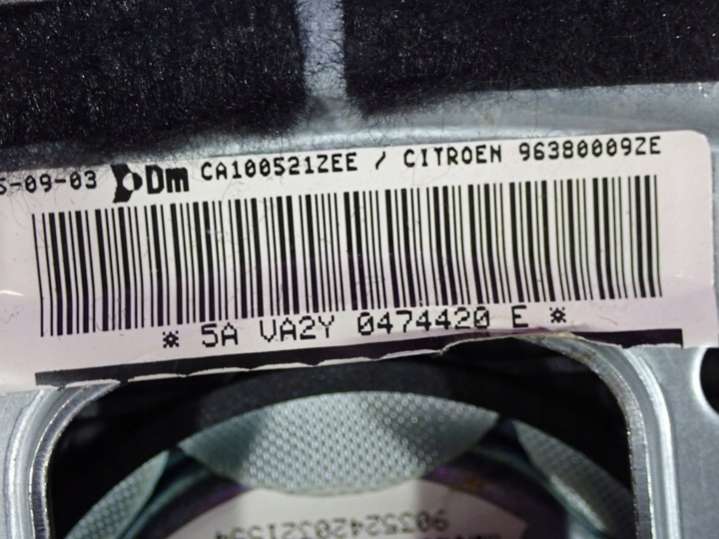 5-09-03 Dm CA100521ZEE / CITROEN 96380009ZE
* 5A VA2Y 0474420 E *